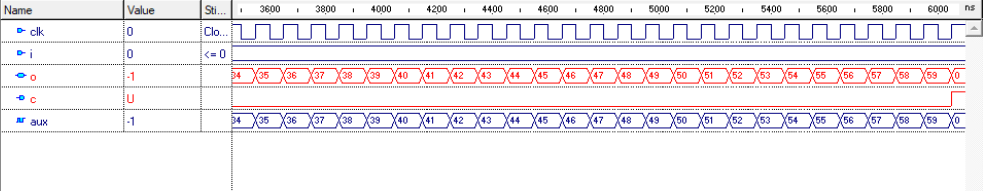 Name Value Sti... 3600 3800 4000 4200 4400 4600 4800 5000 5200 5400 5600 5800 6000 ns
clk 0 Clo...
i 0 <= 0
o -1 34 35 36 37 38 39 40 41 42 43 44 45 46 47 48 49 50 51 52 53 54 55 56 57 58 59 0
c U
aux -1 34 35 36 37 38 39 40 41 42 43 44 45 46 47 48 49 50 51 52 53 54 55 56 57 58 59 0